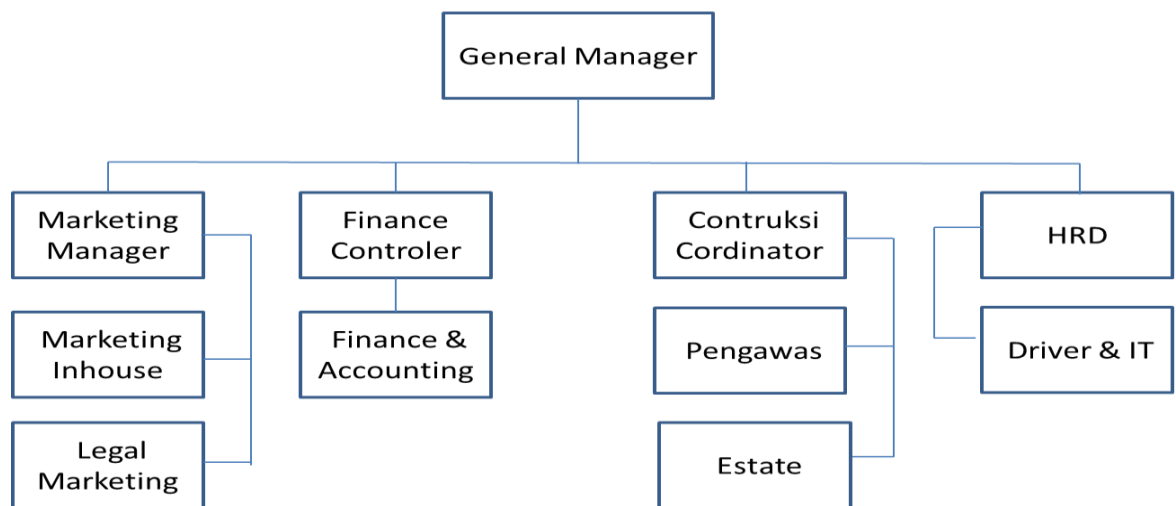 General Manager
Marketing
Manager
Finance
Controler
Contruksi
Cordinator
HRD
Marketing
Inhouse
Finance &
Accounting
Pengawas
Driver & IT
Legal
Marketing
Estate